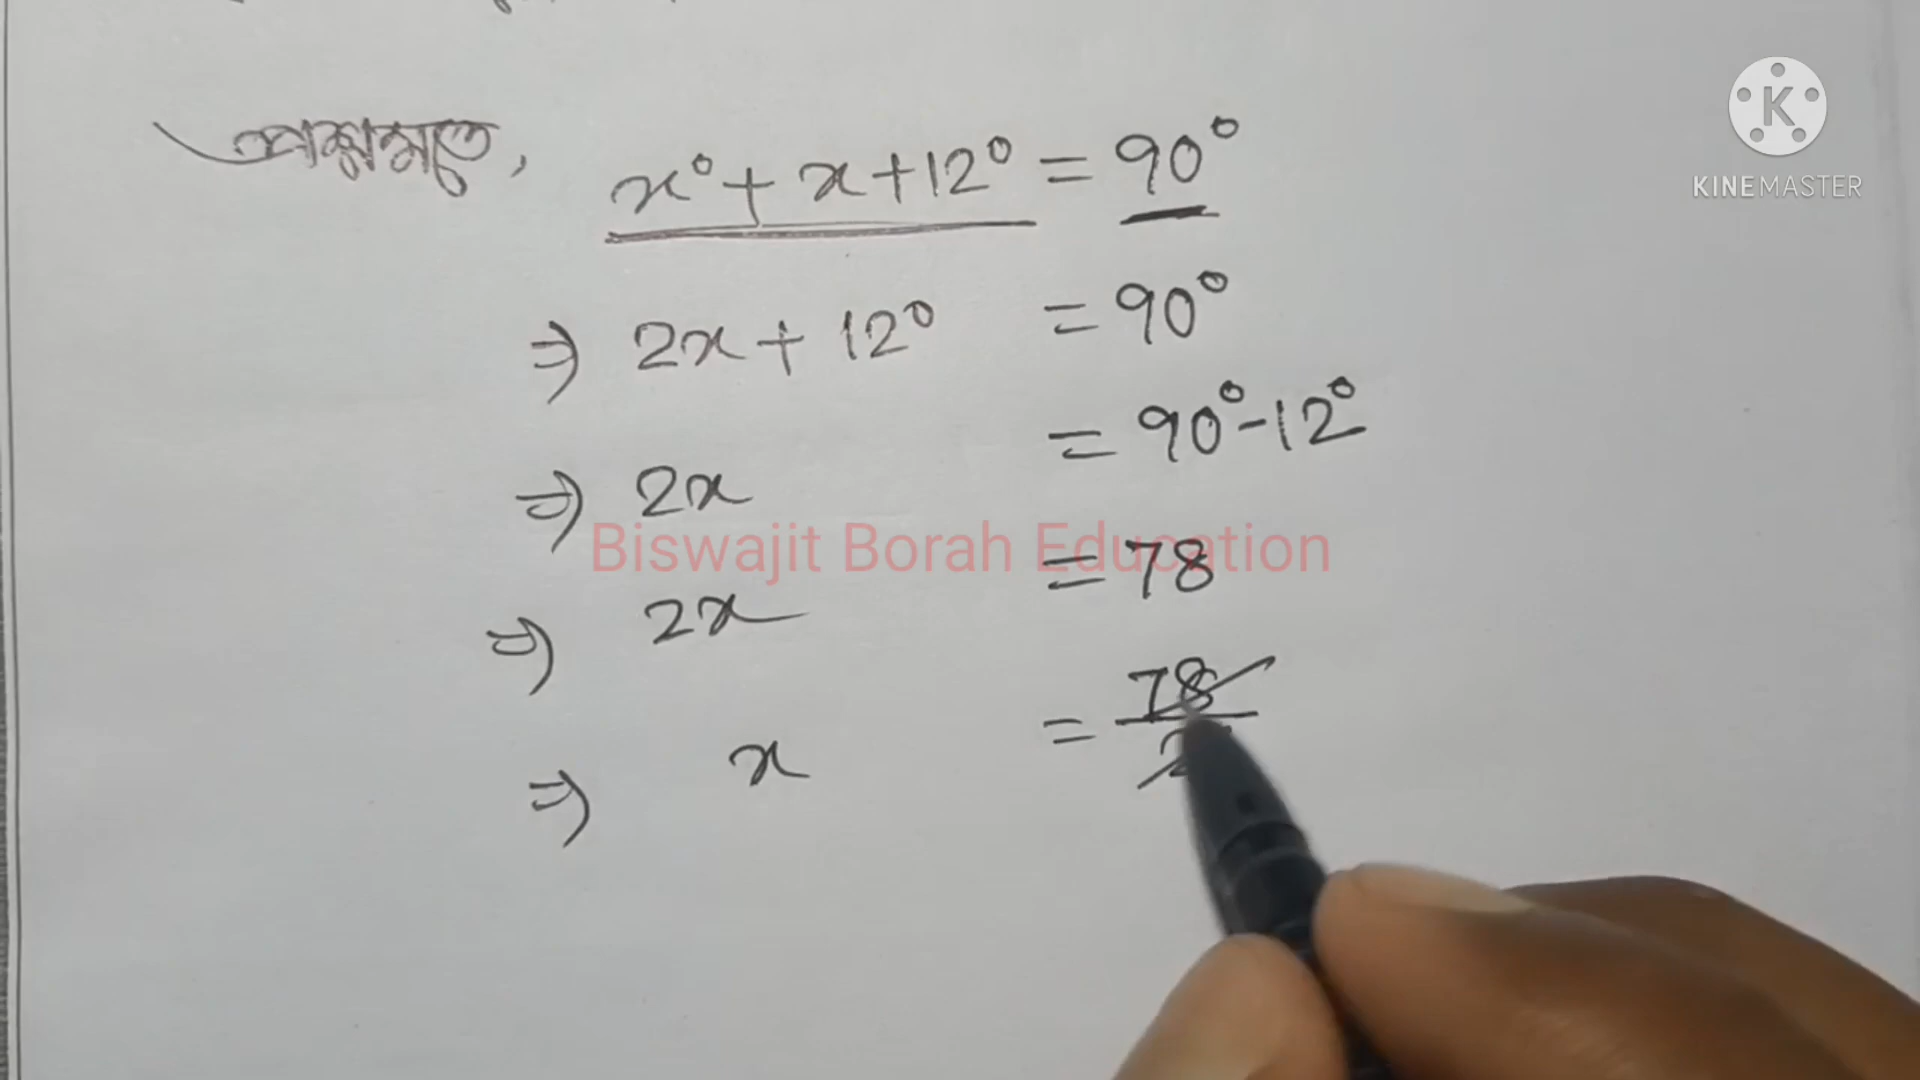 প্ৰশ্নমতে, x° + x + 12° = 90°
⇒ 2x + 12° = 90°
⇒ 2x = 90° - 12°
⇒ 2x = 78
⇒ x = 78/2
K
KINEMASTER
Biswajit Borah Education